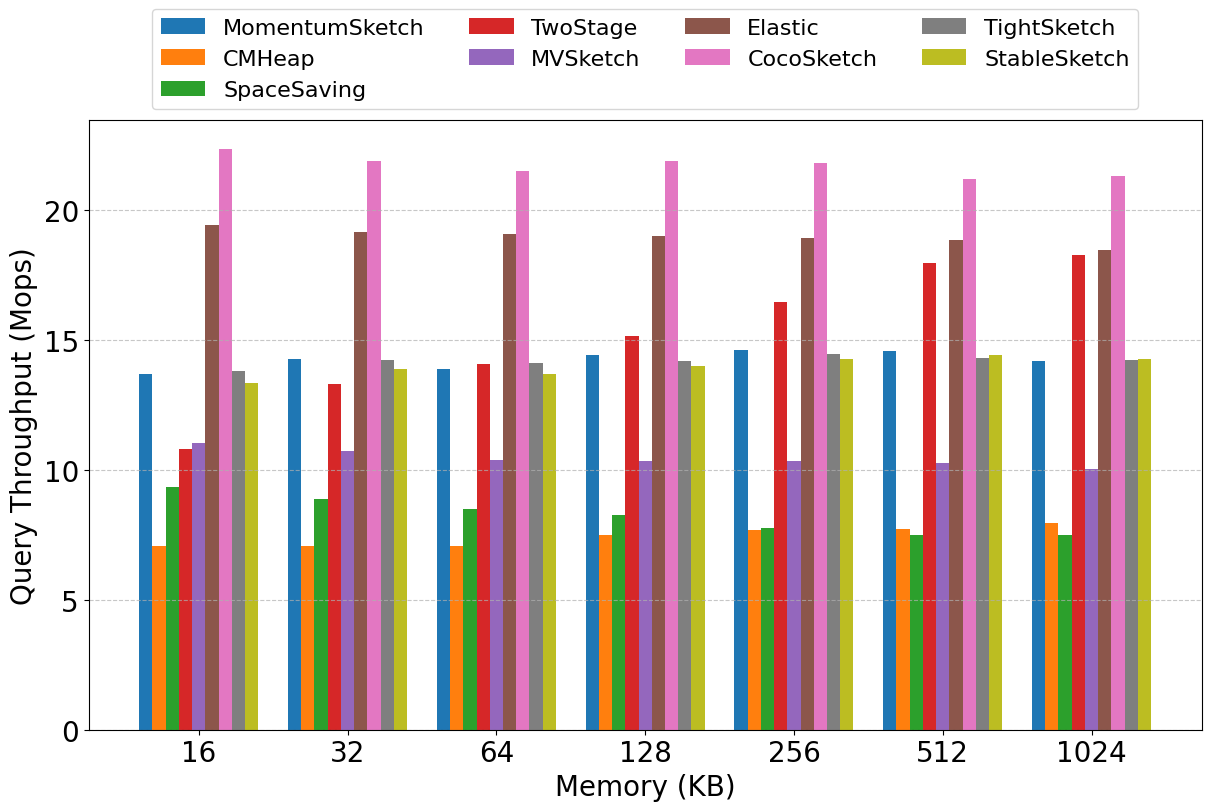 MomentumSketch
CMHeap
SpaceSaving
TwoStage
MVSketch
Elastic
CocoSketch
TightSketch
StableSketch
Query Throughput (Mops)
20
15
10
5
0
16 32 64 128 256 512 1024
Memory (KB)